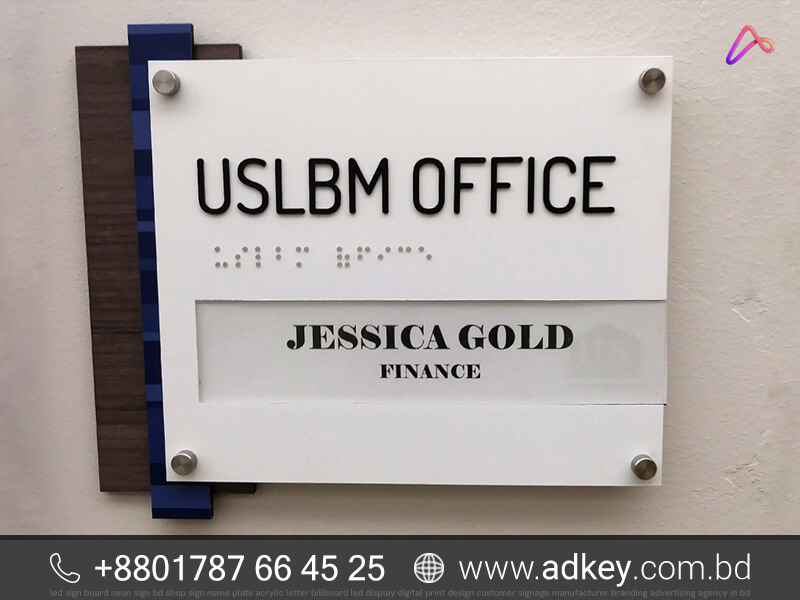 USLBM OFFICE
JESSICA GOLD
FINANCE
+8801787 66 45 25 www.adkey.com.bd
led sign board neon sign bd shop sign name plate acrylic letter billboard led display digital print design customer signage manufacturer branding advertising agency in bd